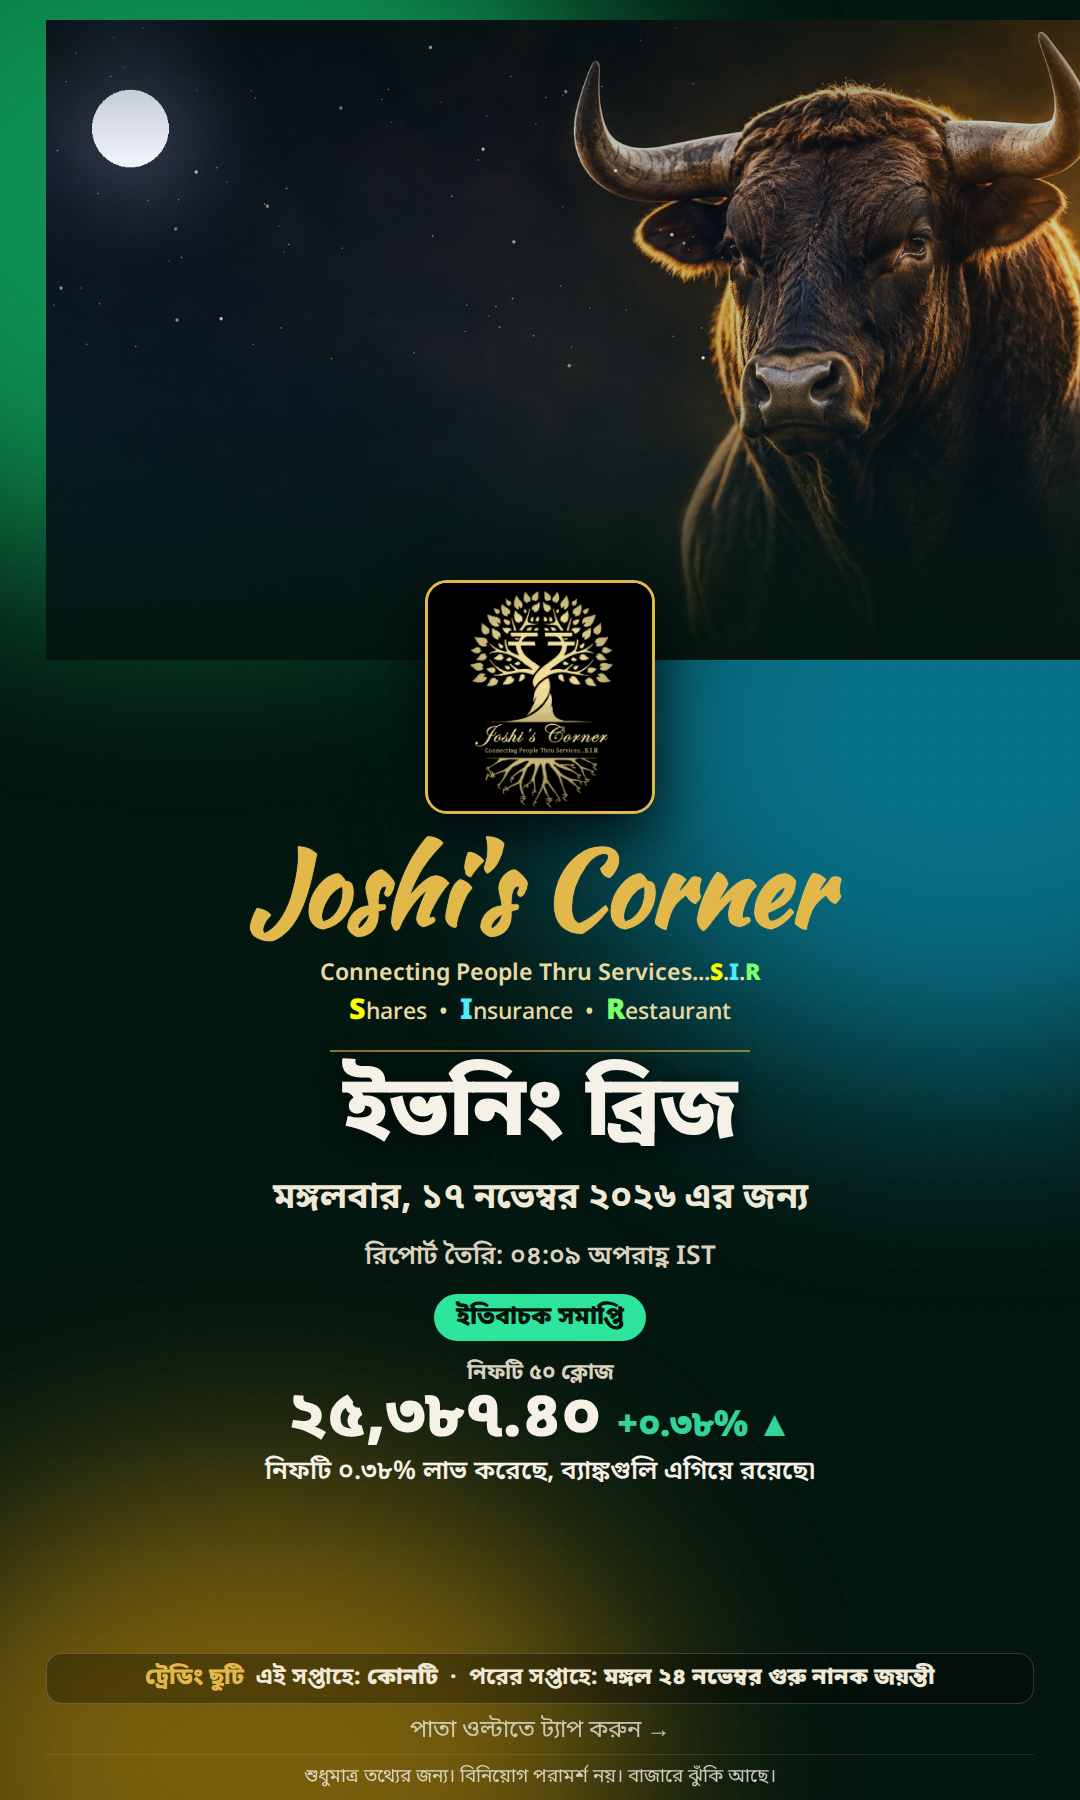 Joshi's Corner
Connecting People Thru Services...S.I.R
Joshi's Corner
Connecting People Thru Services...S.I.R
Shares • Insurance • Restaurant
ইভনিং ব্রিজ
মঙ্গলবার, ১৭ নভেম্বর ২০২৬ এর জন্য
রিপোর্ট তৈরি: ০৪:০৯ অপরাহ্ণ IST
ইতিবাচক সমাপ্তি
নিফটি ৫০ ক্লোজ
২৫,৩৮৭.৪০ +০.৩৮% ▲
নিফটি ০.৩৮% লাভ করেছে, ব্যাঙ্কগুলি এগিয়ে রয়েছে।
ট্রেডিং ছুটি এই সপ্তাহে: কোনটি · পরের সপ্তাহে: মঙ্গল ২৪ নভেম্বর গুরু নানক জয়ন্তী
পাতা ওল্টাতে ট্যাপ করুন →
শুধুমাত্র তথ্যের জন্য। বিনিয়োগ পরামর্শ নয়। বাজারে ঝুঁকি আছে।